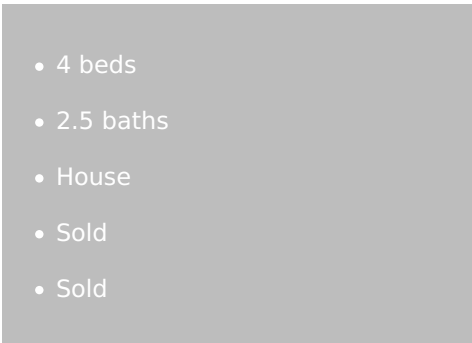 • 4 beds
• 2.5 baths
• House
• Sold
• Sold